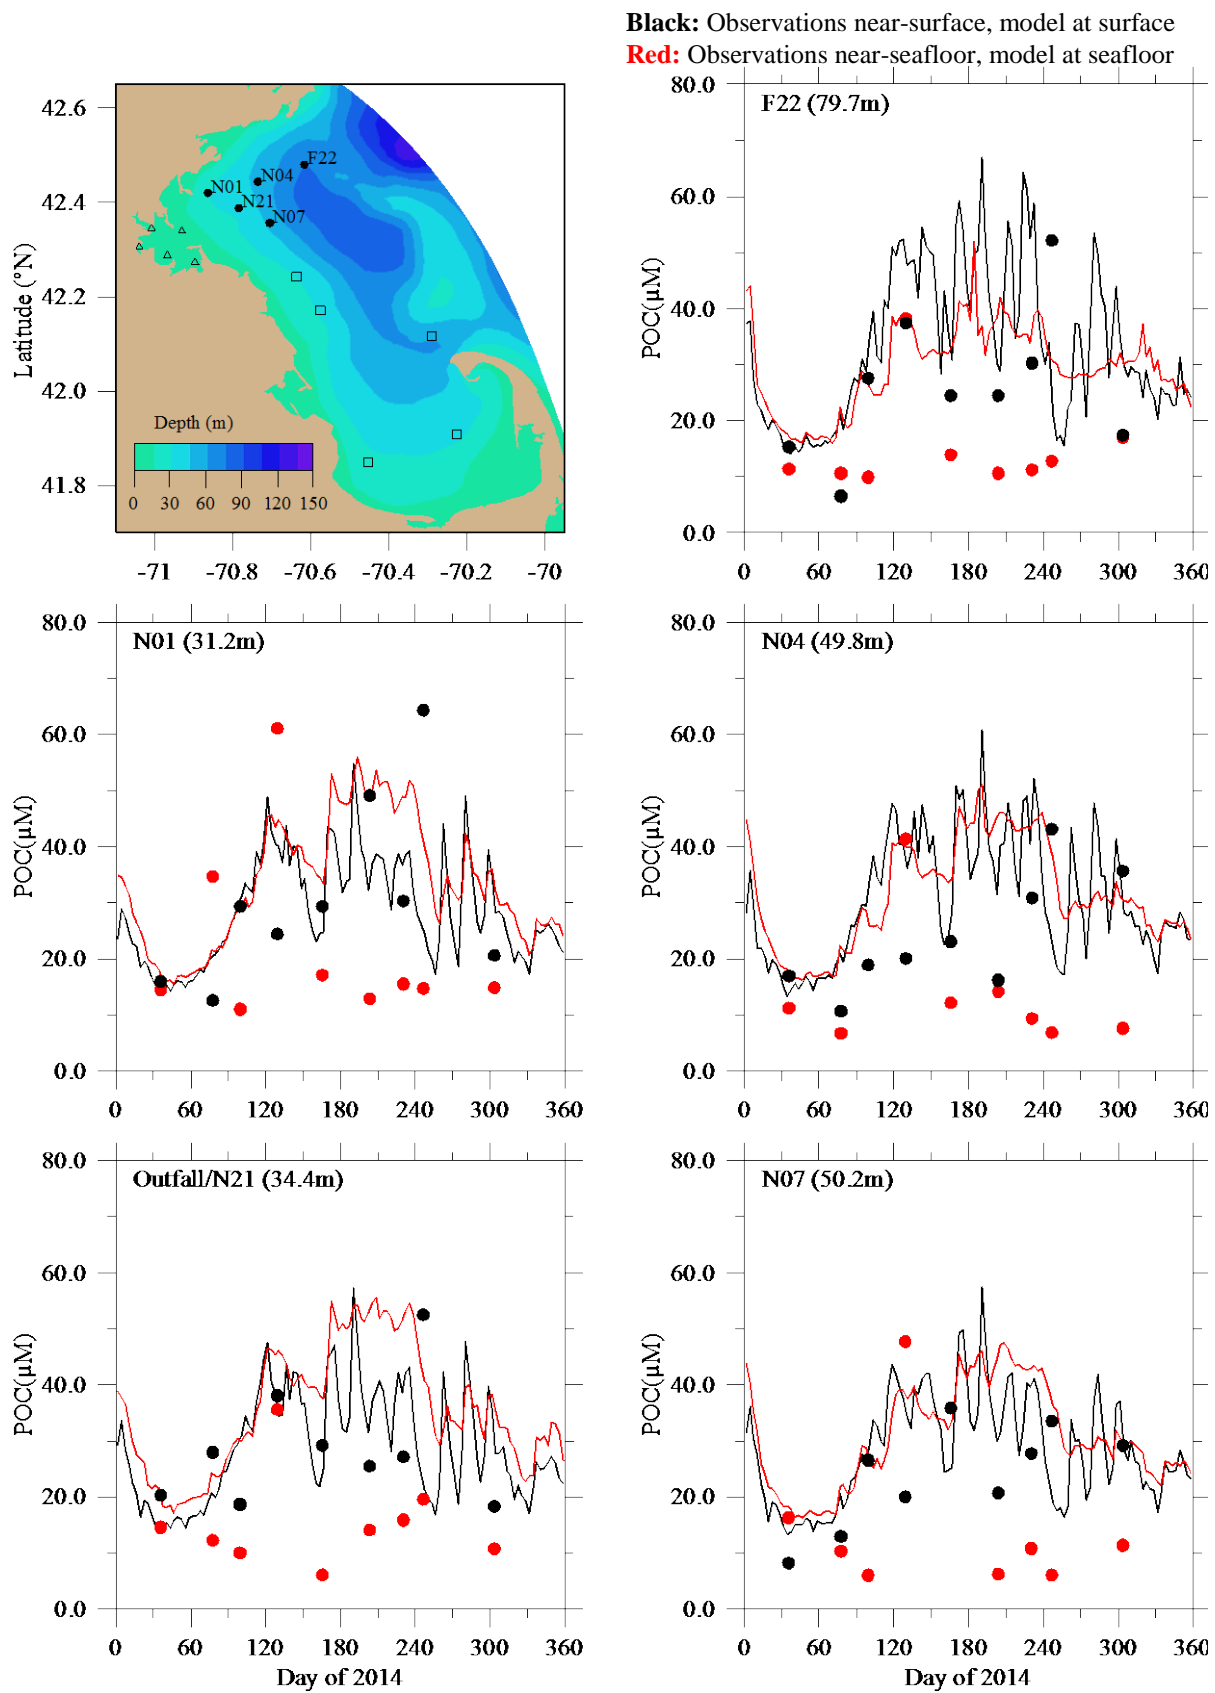 Black: Observations near-surface, model at surface
Red: Observations near-seafloor, model at seafloor
42.6
42.4
42.2
42.0
41.8
Latitude (°N)
F22
N04
N01
N21
N07
Depth (m)
0 30 60 90 120 150
-71 -70.8 -70.6 -70.4 -70.2 -70
F22 (79.7m)
80.0
60.0
40.0
20.0
0.0
POC(µM)
0 60 120 180 240 300 360
N01 (31.2m)
80.0
60.0
40.0
20.0
0.0
POC(µM)
0 60 120 180 240 300 360
N04 (49.8m)
80.0
60.0
40.0
20.0
0.0
POC(µM)
0 60 120 180 240 300 360
Outfall/N21 (34.4m)
80.0
60.0
40.0
20.0
0.0
POC(µM)
0 60 120 180 240 300 360
Day of 2014
N07 (50.2m)
80.0
60.0
40.0
20.0
0.0
POC(µM)
0 60 120 180 240 300 360
Day of 2014